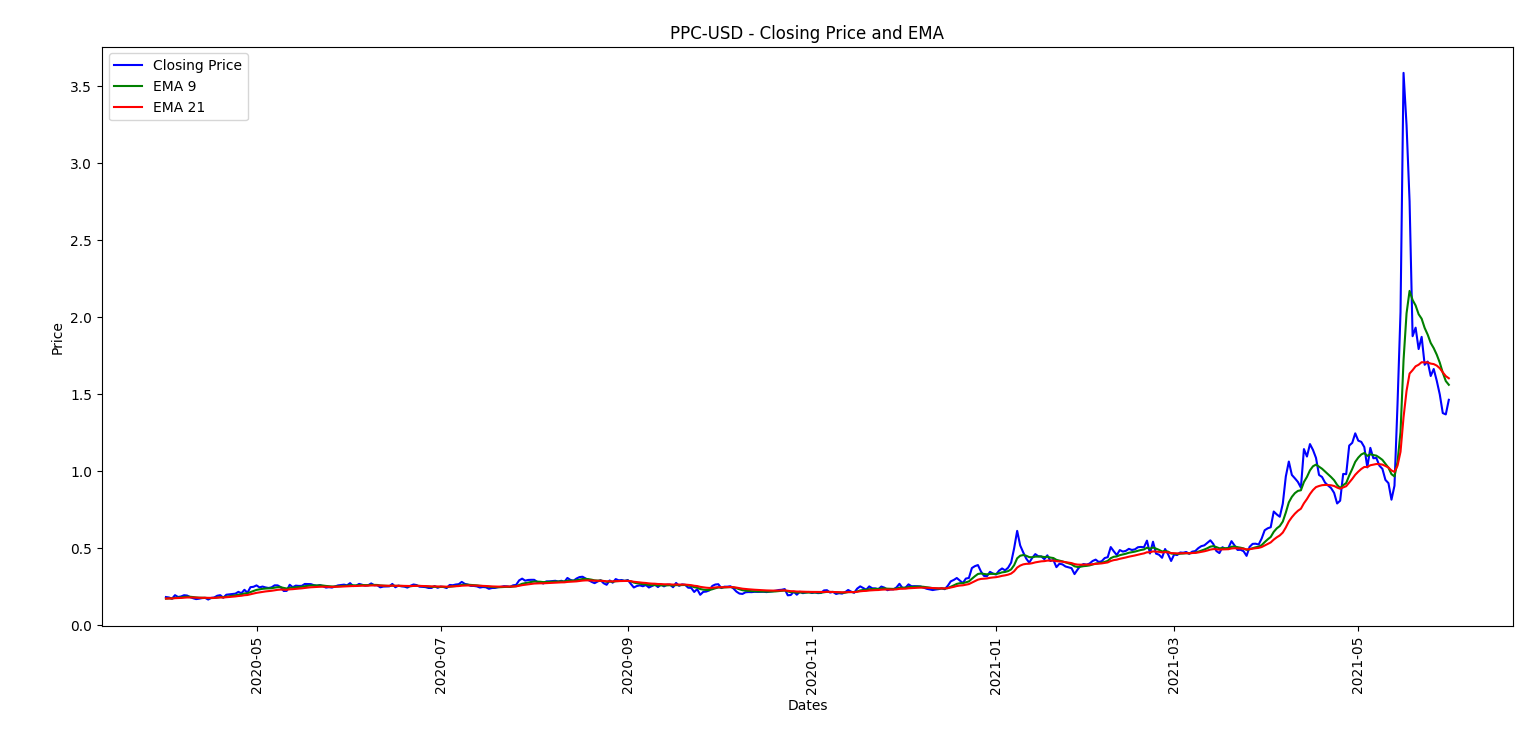 PPC-USD - Closing Price and EMA
Closing Price
EMA 9
EMA 21
Price
3.5
3.0
2.5
2.0
1.5
1.0
0.5
0.0
2020-05
2020-07
2020-09
2020-11
2021-01
2021-03
2021-05
Dates